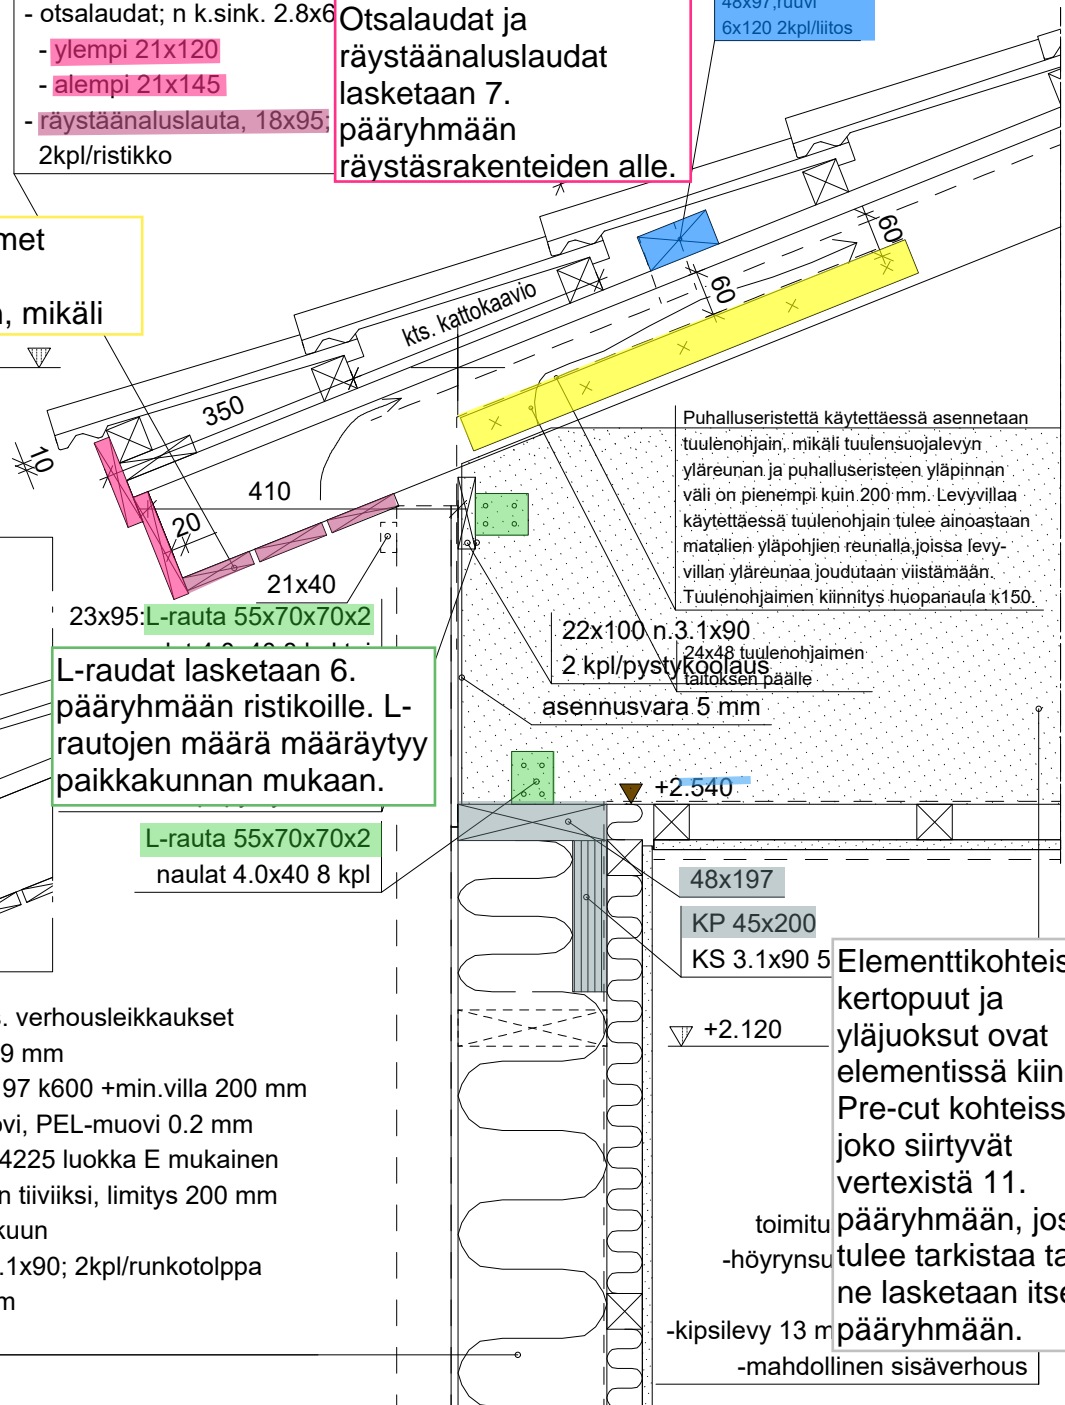 - otsalaudat; n k.sink. 2.8x6
- ylempi 21x120
- alempi 21x145
- räystäänaluslauta, 18x95;
2kpl/ristikko
Otsalaudat ja
räystäänaluslaudat
lasketaan 7.
pääryhmään
räystäsrakenteiden alle.
48x97,ruuvi
6x120 2kpl/liitos
met
, mikäli
kts. kattokaavio
60
60
350
10
410
20
21x40
Puhalluseristettä käytettäessä asennetaan
tuulenohjain, mikäli tuulensuojalevyn
yläreunan ja puhalluseristeen yläpinnan
väli on pienempi kuin 200 mm. Levyvillaa
käytettäessä tuulenohjain tulee ainoastaan
matalien yläpohjien reunalla,joissa levy-
villan yläreunaa joudutaan viistämään.
Tuulenohjaimen kiinnitys huopanaula k150.
23x95:L-rauta 55x70x70x2
L-raudat lasketaan 6.
pääryhmään ristikoille. L-
rautojen määrä määräytyy
paikkakunnan mukaan.
22x100 n.3.1x90
2 kpl/pystykoolaus
24x48 tuulenohjaimen
taitoksen päälle
asennusvara 5 mm
+2.540
L-rauta 55x70x70x2
naulat 4.0x40 8 kpl
48x197
KP 45x200
KS 3.1x90 5
+2.120
Elementtikohteis
kertopuut ja
yläjuoksut ovat
elementissä kiin
Pre-cut kohteiss
joko siirtyvät
vertexistä 11.
pääryhmään, jos
tulee tarkistaa ta
ne lasketaan itse
pääryhmään.
s. verhousleikkaukset
9 mm
97 k600 +min.villa 200 mm
ovi, PEL-muovi 0.2 mm
4225 luokka E mukainen
n tiiviiksi, limitys 200 mm
kuun
.1x90; 2kpl/runkotolppa
m
toimitu
-höyrynsu
-kipsilevy 13 m
-mahdollinen sisäverhous